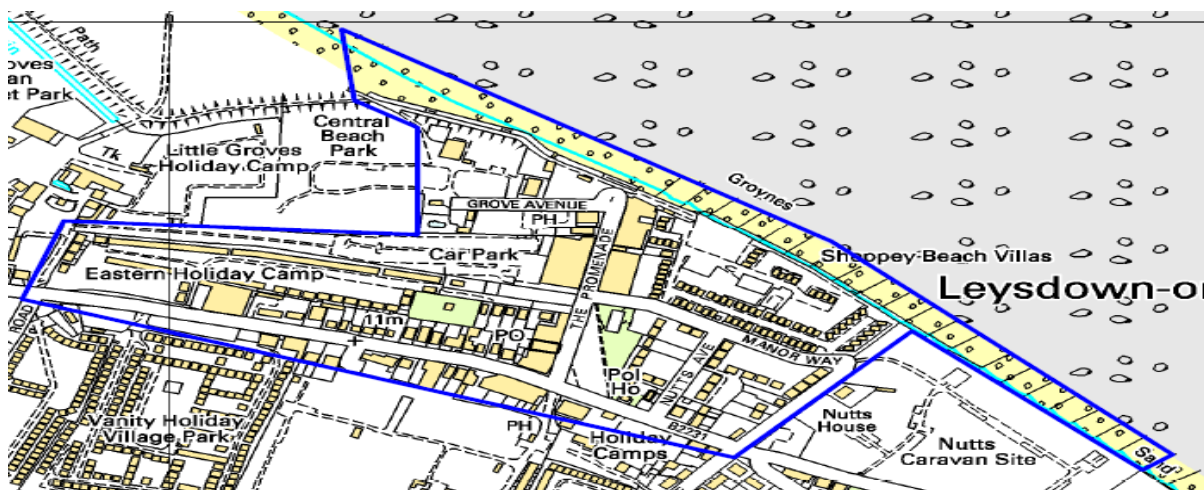 Path
Central
Beach
Park
Little Groves
Holiday Camp
Tk
et Park
GROVE AVENUE
PH
Groynes
Car Park
THE PROMENADE
Eastern Holiday Camp
Sheppey Beach Villas
Leysdown-o
11m
PO
MANOR WAY
Pol
Ho
NUTTS AVE
ROAD
B2231
Vanity Holiday
Village Park
PH
Holiday
Camps
Nutts
House
Nutts
Caravan Site
Sand